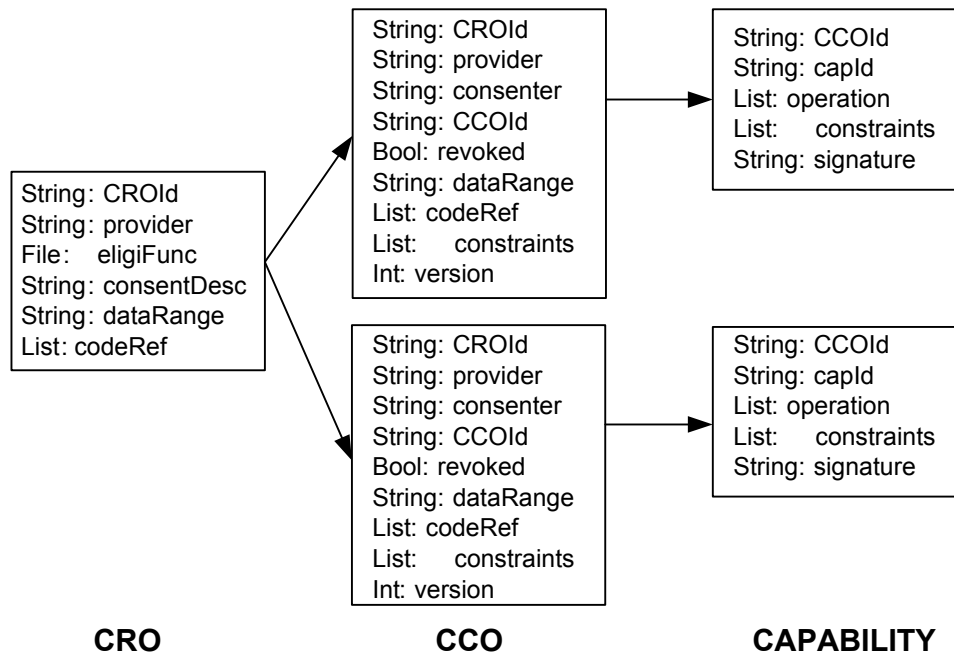 String: CROId
String: provider
File: eligiFunc
String: consentDesc
String: dataRange
List: codeRef
String: CROId
String: provider
String: consenter
String: CCOId
Bool: revoked
String: dataRange
List: codeRef
List: constraints
Int: version
String: CROId
String: provider
String: consenter
String: CCOId
Bool: revoked
String: dataRange
List: codeRef
List: constraints
Int: version
String: CCOId
String: capId
List: operation
List: constraints
String: signature
String: CCOId
String: capId
List: operation
List: constraints
String: signature
CRO
CCO
CAPABILITY